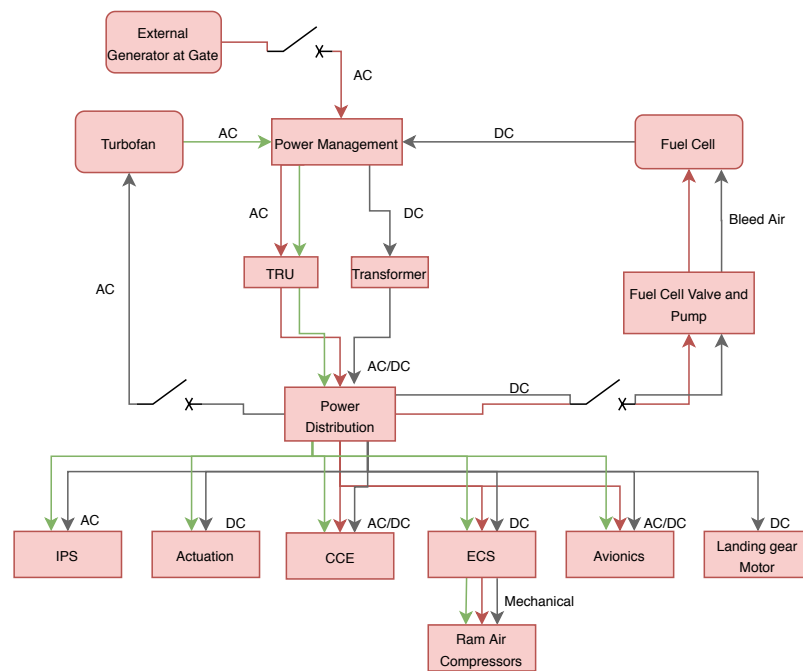 External
Generator at Gate
AC
Turbofan
AC
Power Management
DC
Fuel Cell
AC
DC
Bleed Air
AC
TRU
Transformer
Fuel Cell Valve and
Pump
AC/DC
DC
Power
Distribution
AC
DC
AC/DC
DC
AC/DC
DC
IPS
Actuation
CCE
ECS
Avionics
Landing gear
Motor
Mechanical
Ram Air
Compressors